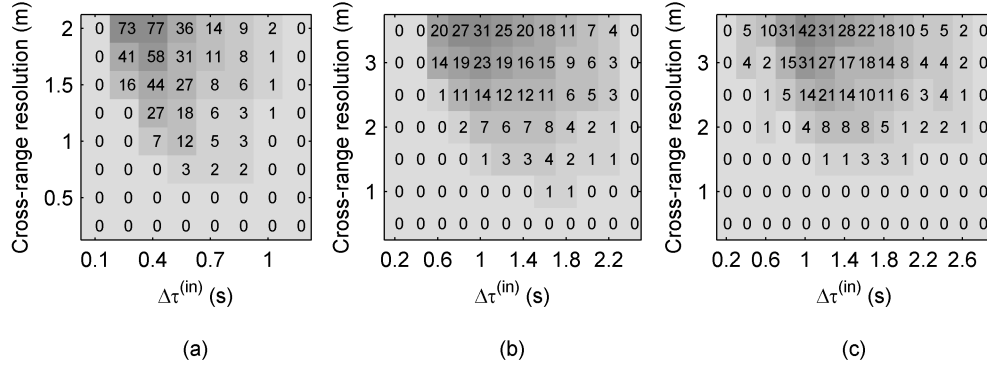 Cross-range resolution (m)
2 0 73 77 36 14 9 2 0
0 41 58 31 11 8 1 0
1.5 0 16 44 27 8 6 1 0
0 0 27 18 6 3 1 0
1 0 0 7 12 5 3 0 0
0 0 0 3 2 2 0 0
0.5 0 0 0 0 0 0 0 0
0 0 0 0 0 0 0 0
0.1 0.4 0.7 1
Δτ(in) (s)
(a)
Cross-range resolution (m)
0 0 20 27 31 25 20 18 11 7 4 0
3 0 0 14 19 23 19 16 15 9 6 3 0
0 0 1 11 14 12 12 11 6 5 3 0
2 0 0 0 2 7 6 7 8 4 2 1 0
0 0 0 0 1 3 3 4 2 1 1 0
1 0 0 0 0 0 0 0 1 1 0 0 0
0 0 0 0 0 0 0 0 0 0 0 0
0.2 0.6 1 1.4 1.8 2.2
Δτ(in) (s)
(b)
Cross-range resolution (m)
0 5 10 31 42 31 28 22 18 10 5 5 2 0
3 0 4 2 15 31 27 17 18 14 8 4 4 2 0
0 0 1 5 14 21 14 10 11 6 3 4 1 0
2 0 0 1 0 4 8 8 8 5 1 2 2 1 0
0 0 0 0 0 1 1 3 3 1 0 0 0 0
1 0 0 0 0 0 0 0 0 0 0 0 0 0 0
0 0 0 0 0 0 0 0 0 0 0 0 0 0
0.2 0.6 1 1.4 1.8 2.2 2.6
Δτ(in) (s)
(c)